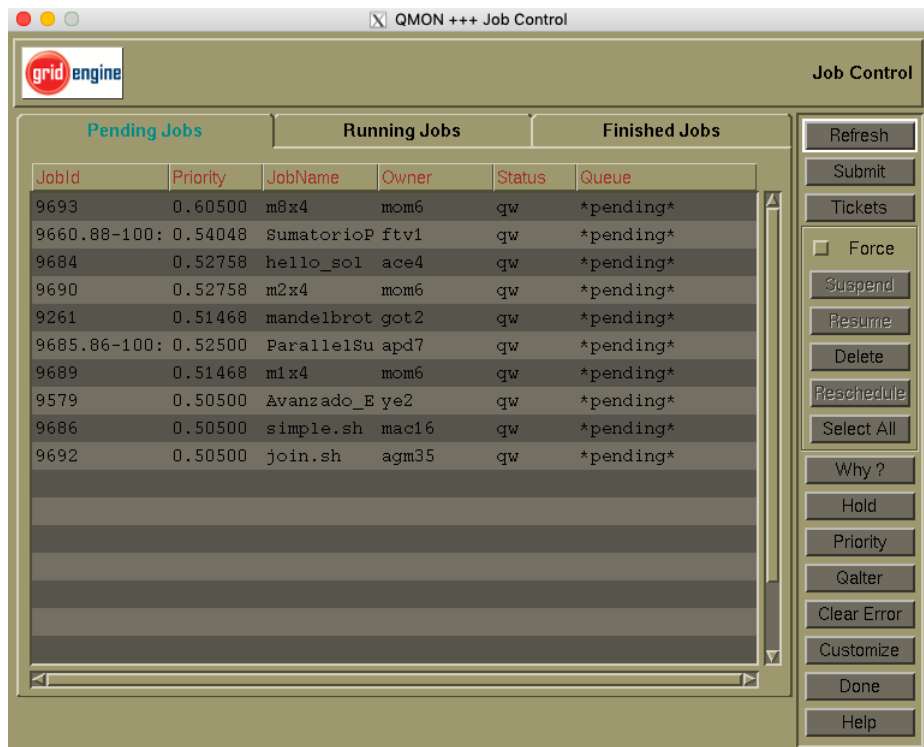 QMON +++ Job Control
grid engine
Job Control
Pending Jobs Running Jobs Finished Jobs
JobId Priority JobName Owner Status Queue
9693 0.60500 m8x4 mom6 qw *pending*
9660.88-100: 0.54048 SumatorioP ftv1 qw *pending*
9684 0.52758 hello_sol ace4 qw *pending*
9690 0.52758 m2x4 mom6 qw *pending*
9261 0.51468 mandelbrot got2 qw *pending*
9685.86-100: 0.52500 ParallelSu apd7 qw *pending*
9689 0.51468 m1x4 mom6 qw *pending*
9579 0.50500 Avanzado_E ye2 qw *pending*
9686 0.50500 simple.sh mac16 qw *pending*
9692 0.50500 join.sh agm35 qw *pending*
Refresh
Submit
Tickets
Force
Suspend
Resume
Delete
Reschedule
Select All
Why ?
Hold
Priority
Qalter
Clear Error
Customize
Done
Help